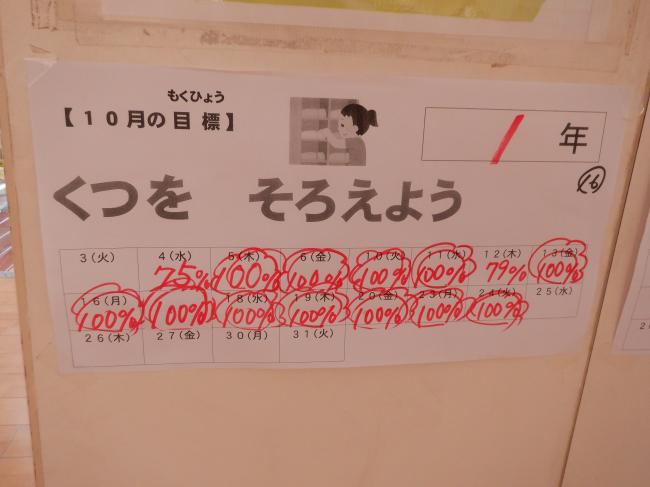 もくひょう
【10月の目標】
1年
16
くつを そろえよう
3(火) 4(水) 5(木) 6(金) 10(火) 11(水) 12(木) 13(金)
75% 100% 100% 100% 100% 79% 100%
16(月) 18(水) 19(木) 20(金) 23(月) 24(火) 25(水)
100% 100% 100% 100% 100% 100% 100%
26(木) 27(金) 30(月) 31(火)